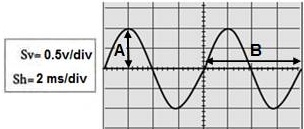 Sv= 0.5v/div
Sh= 2 ms/div
A
B